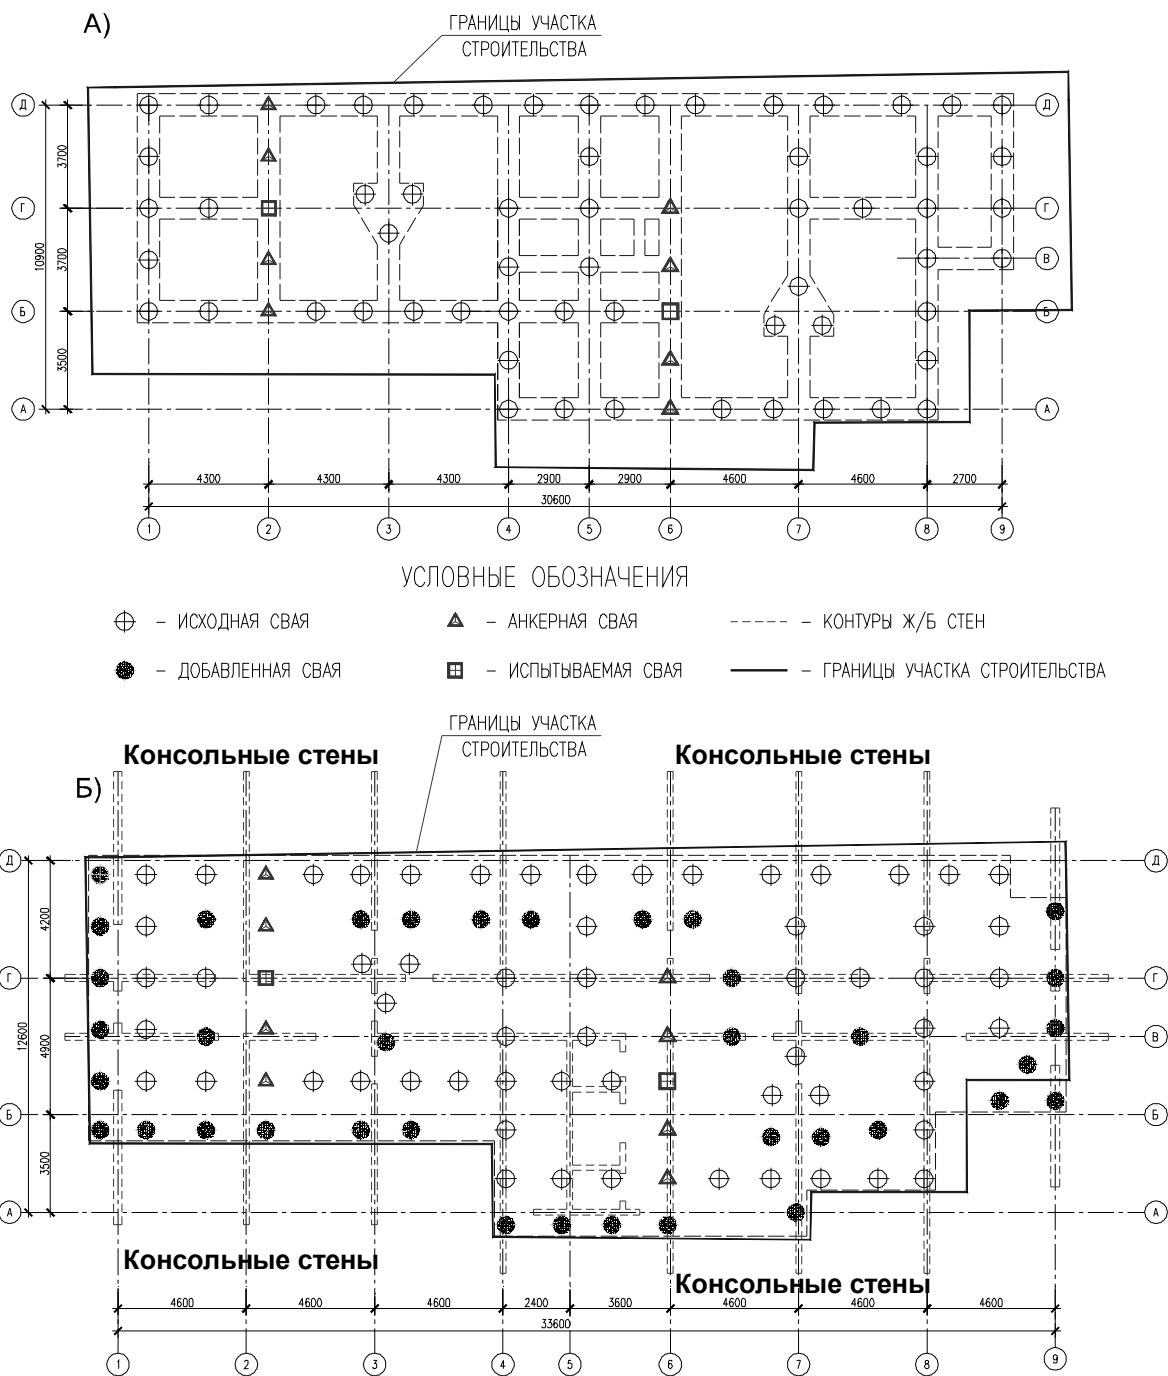 А)
ГРАНИЦЫ УЧАСТКА
СТРОИТЕЛЬСТВА
Д
Д
3700
Г
Г
10900
3700
В
Б
Б
3500
А
А
4300
4300
4300
2900
2900
4600
4600
2700
30600
1
2
3
4
5
6
7
8
9
УСЛОВНЫЕ ОБОЗНАЧЕНИЯ
– ИСХОДНАЯ СВАЯ
– АНКЕРНАЯ СВАЯ
– КОНТУРЫ Ж/Б СТЕН
– ДОБАВЛЕННАЯ СВАЯ
– ИСПЫТЫВАЕМАЯ СВАЯ
– ГРАНИЦЫ УЧАСТКА СТРОИТЕЛЬСТВА
ГРАНИЦЫ УЧАСТКА
СТРОИТЕЛЬСТВА
Консольные стены
Консольные стены
Б)
Д
Д
4200
Г
Г
12600
4900
В
Б
Б
3500
А
А
Консольные стены
Консольные стены
4600
4600
4600
2400
3600
4600
4600
4600
33600
1
2
3
4
5
6
7
8
9